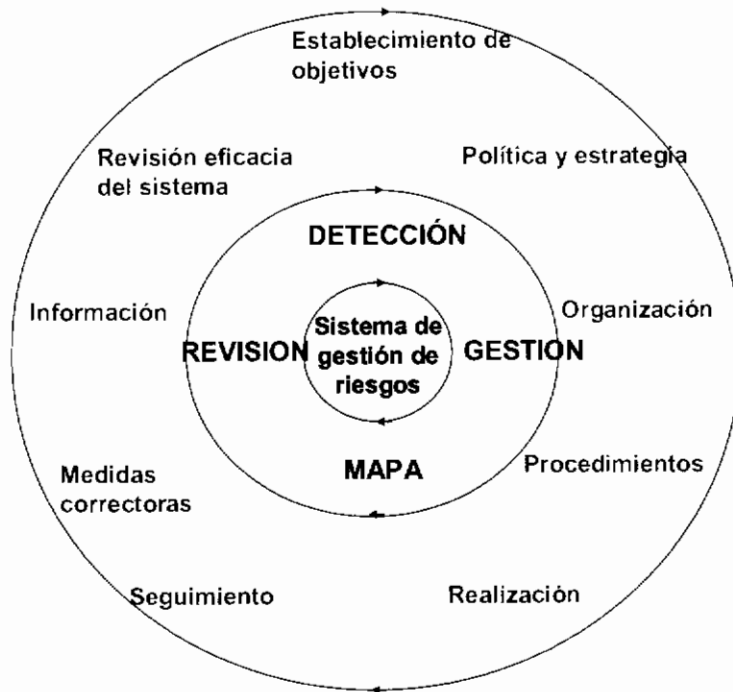 Establecimiento de
objetivos
Revisión eficacia
del sistema
Política y estrategia
DETECCIÓN
Información
Organización
REVISION
Sistema de
gestión de
riesgos
GESTION
MAPA
Procedimientos
Medidas
correctoras
Seguimiento
Realización